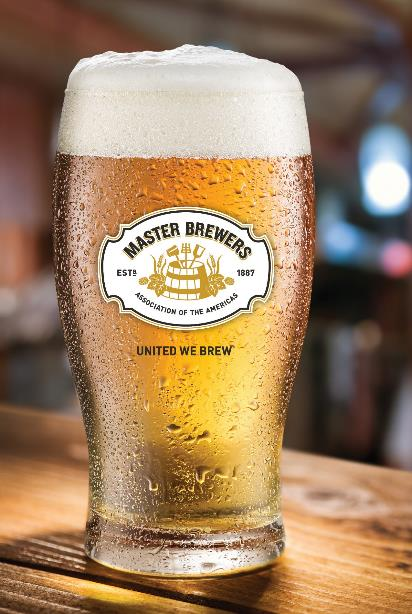 MASTER BREWERS
ESTD 1887
ASSOCIATION OF THE AMERICAS
UNITED WE BREW